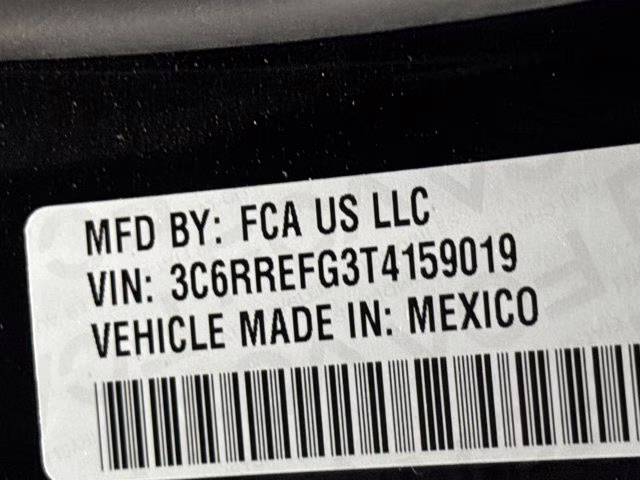 MFD BY: FCA US LLC
VIN: 3C6RREFG3T4159019
VEHICLE MADE IN: MEXICO